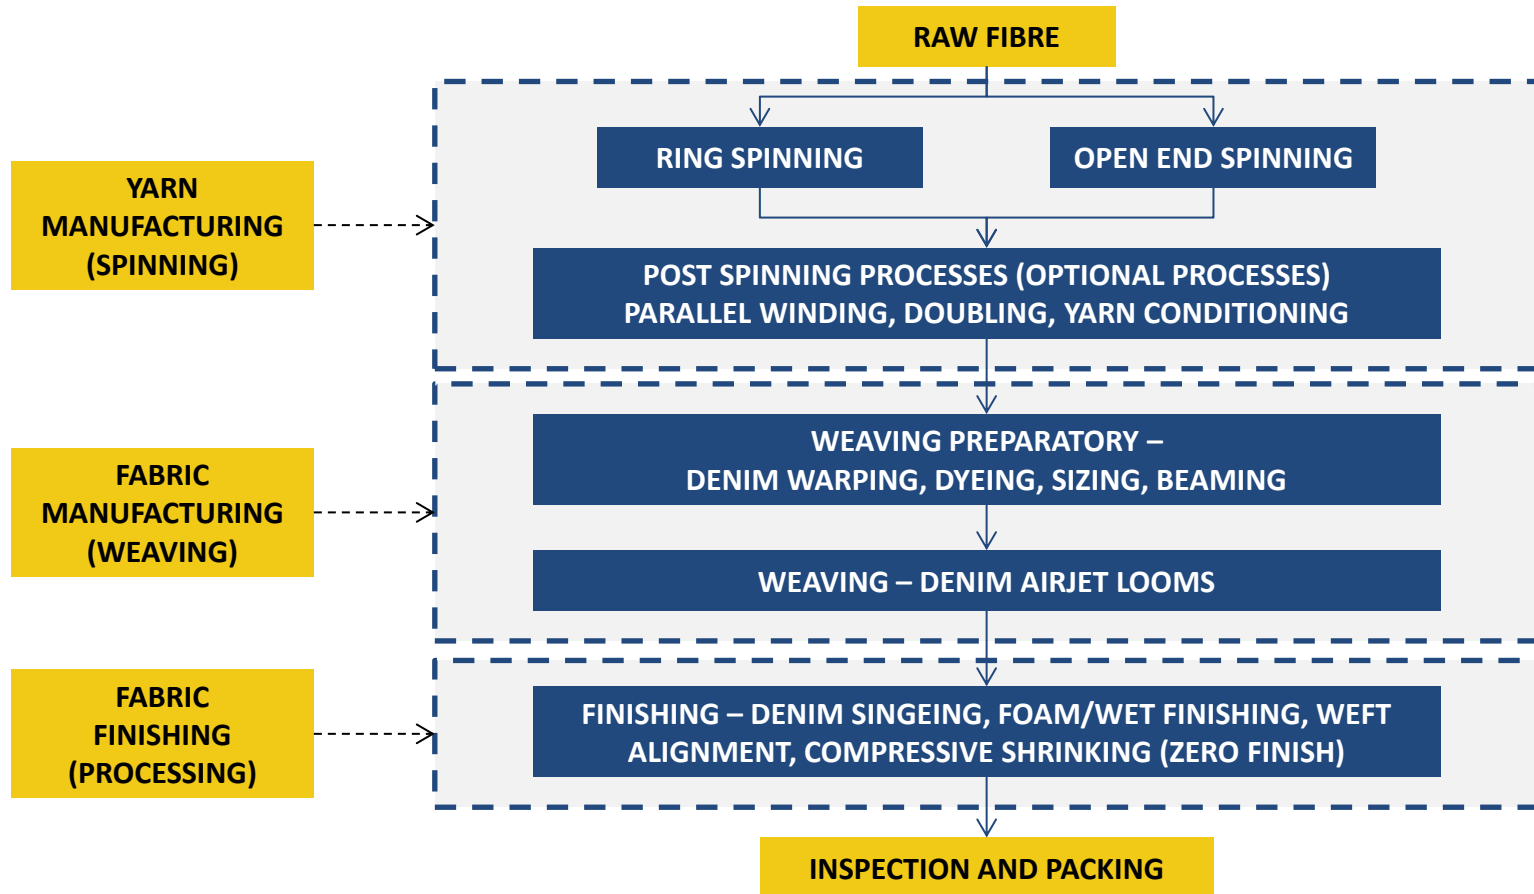 RAW FIBRE
RING SPINNING
OPEN END SPINNING
YARN
MANUFACTURING
(SPINNING)
POST SPINNING PROCESSES (OPTIONAL PROCESSES)
PARALLEL WINDING, DOUBLING, YARN CONDITIONING
WEAVING PREPARATORY –
DENIM WARPING, DYEING, SIZING, BEAMING
FABRIC
MANUFACTURING
(WEAVING)
WEAVING – DENIM AIRJET LOOMS
FABRIC
FINISHING
(PROCESSING)
FINISHING – DENIM SINGEING, FOAM/WET FINISHING, WEFT
ALIGNMENT, COMPRESSIVE SHRINKING (ZERO FINISH)
INSPECTION AND PACKING